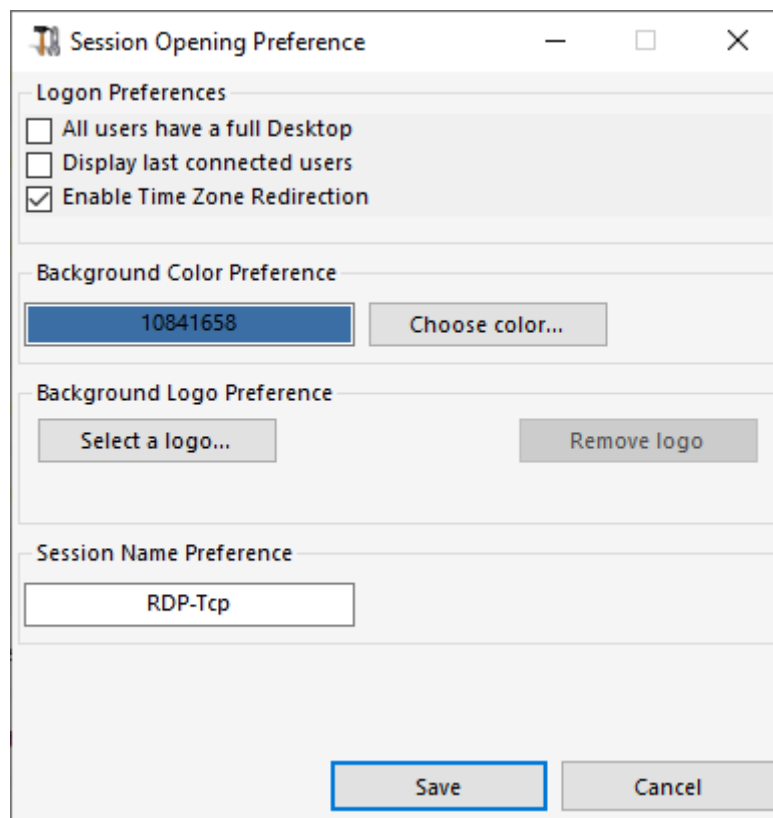 Session Opening Preference
Logon Preferences
All users have a full Desktop
Display last connected users
Enable Time Zone Redirection
Background Color Preference
10841658
Choose color...
Background Logo Preference
Select a logo...
Remove logo
Session Name Preference
RDP-Tcp
Save
Cancel